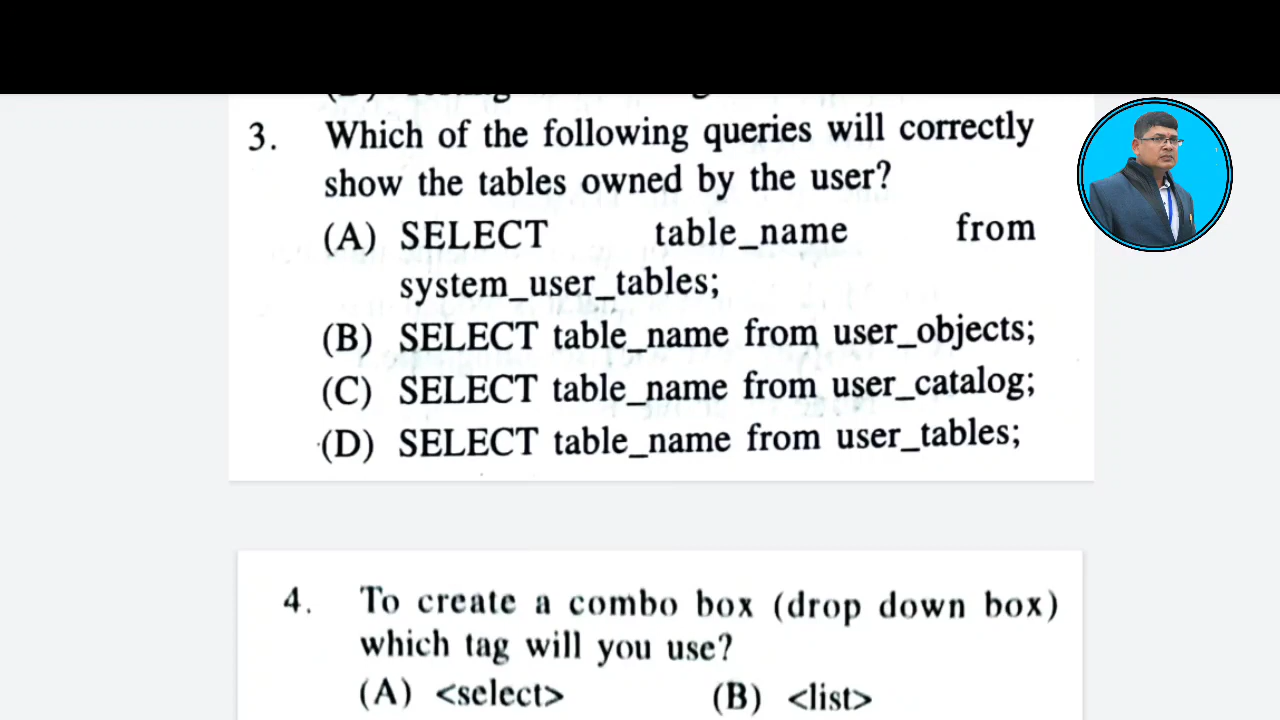 3. Which of the following queries will correctly
show the tables owned by the user?
(A) SELECT table_name from
system_user_tables;
(B) SELECT table_name from user_objects;
(C) SELECT table_name from user_catalog;
(D) SELECT table_name from user_tables;
4. To create a combo box (drop down box)
which tag will you use?
(A) <select> (B) <list>